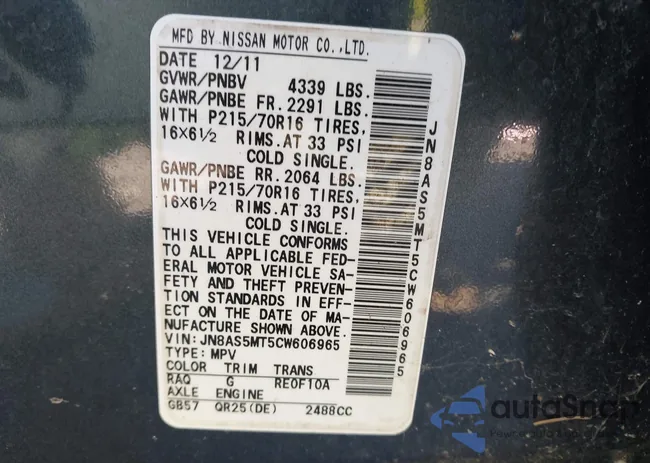 MFD BY NISSAN MOTOR CO.,LTD.
DATE 12/11
GVWR/PNBV 4339 LBS.
GAWR/PNBE FR. 2291 LBS.
WITH P215/70R16 TIRES,
16X6½ RIMS.AT 33 PSI
COLD SINGLE.
GAWR/PNBE RR. 2064 LBS.
WITH P215/70R16 TIRES,
16X6½ RIMS.AT 33 PSI
COLD SINGLE.
THIS VEHICLE CONFORMS
TO ALL APPLICABLE FED-
ERAL MOTOR VEHICLE SA-
FETY AND THEFT PREVEN-
TION STANDARDS IN EFF-
ECT ON THE DATE OF MA-
NUFACTURE SHOWN ABOVE.
VIN:JN8AS5MT5CW606965
TYPE:MPV
COLOR TRIM TRANS
RAQ G RE0F10A
AXLE ENGINE
GB57 QR25(DE) 2488CC
JN8AS5MT5CW606965
autoSnap
Powered by